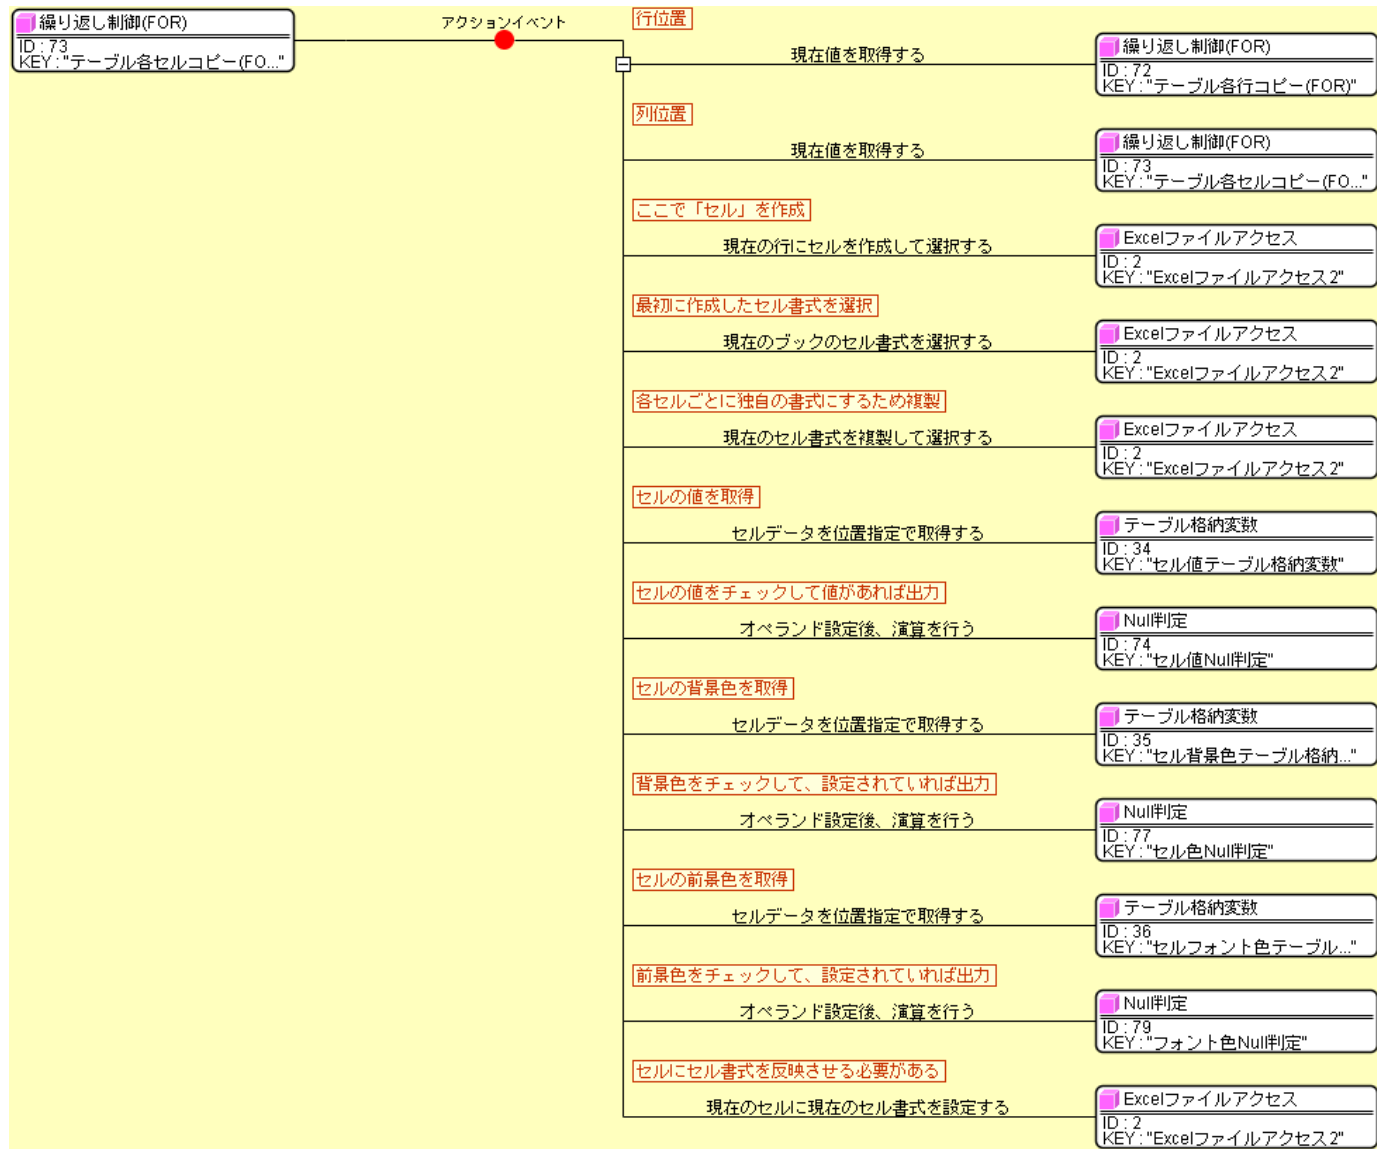 繰り返し制御(FOR)
ID : 73
KEY : "テーブル各セルコピー(FO..."
アクションイベント
行位置
現在値を取得する
繰り返し制御(FOR)
ID : 72
KEY : "テーブル各行コピー(FOR)"
列位置
現在値を取得する
繰り返し制御(FOR)
ID : 73
KEY : "テーブル各セルコピー(FO..."
ここで「セル」を作成
現在の行にセルを作成して選択する
Excelファイルアクセス
ID : 2
KEY : "Excelファイルアクセス2"
最初に作成したセル書式を選択
現在のブックのセル書式を選択する
Excelファイルアクセス
ID : 2
KEY : "Excelファイルアクセス2"
各セルごとに独自の書式にするため複製
現在のセル書式を複製して選択する
Excelファイルアクセス
ID : 2
KEY : "Excelファイルアクセス2"
セルの値を取得
セルデータを位置指定で取得する
テーブル格納変数
ID : 34
KEY : "セル値テーブル格納変数"
セルの値をチェックして値があれば出力
オペランド設定後、演算を行う
Null判定
ID : 74
KEY : "セル値Null判定"
セルの背景色を取得
セルデータを位置指定で取得する
テーブル格納変数
ID : 35
KEY : "セル背景色テーブル格納..."
背景色をチェックして、設定されていれば出力
オペランド設定後、演算を行う
Null判定
ID : 77
KEY : "セル色Null判定"
セルの前景色を取得
セルデータを位置指定で取得する
テーブル格納変数
ID : 36
KEY : "セルフォント色テーブル..."
前景色をチェックして、設定されていれば出力
オペランド設定後、演算を行う
Null判定
ID : 79
KEY : "フォント色Null判定"
セルにセル書式を反映させる必要がある
現在のセルに現在のセル書式を設定する
Excelファイルアクセス
ID : 2
KEY : "Excelファイルアクセス2"